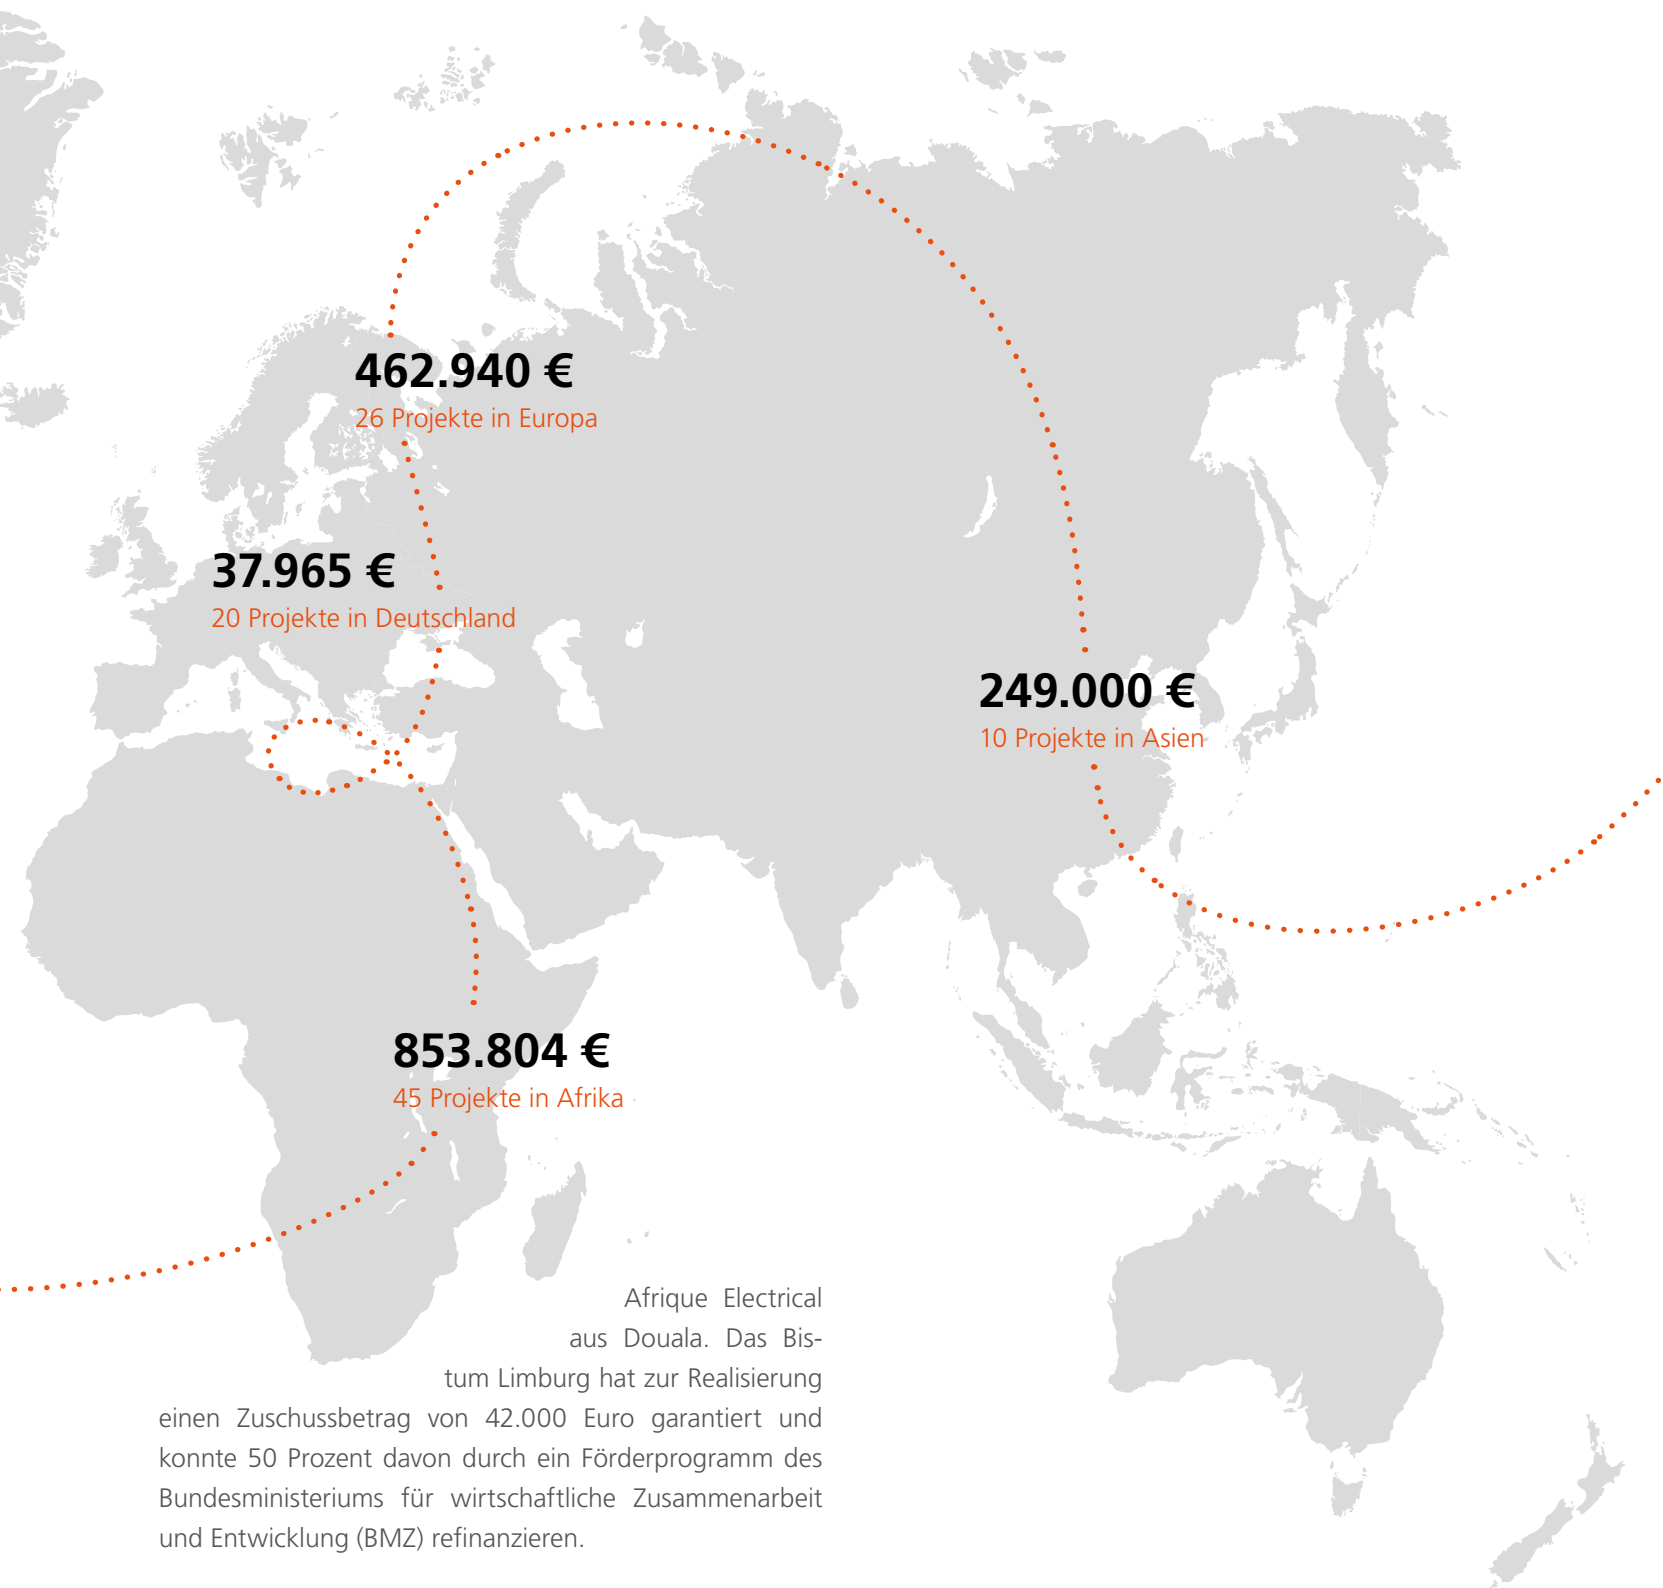 462.940 €
26 Projekte in Europa
37.965 €
20 Projekte in Deutschland
249.000 €
10 Projekte in Asien
853.804 €
45 Projekte in Afrika
Afrique Electrical
aus Douala. Das Bis-
tum Limburg hat zur Realisierung
einen Zuschussbetrag von 42.000 Euro garantiert und
konnte 50 Prozent davon durch ein Förderprogramm des
Bundesministeriums für wirtschaftliche Zusammenarbeit
und Entwicklung (BMZ) refinanzieren.